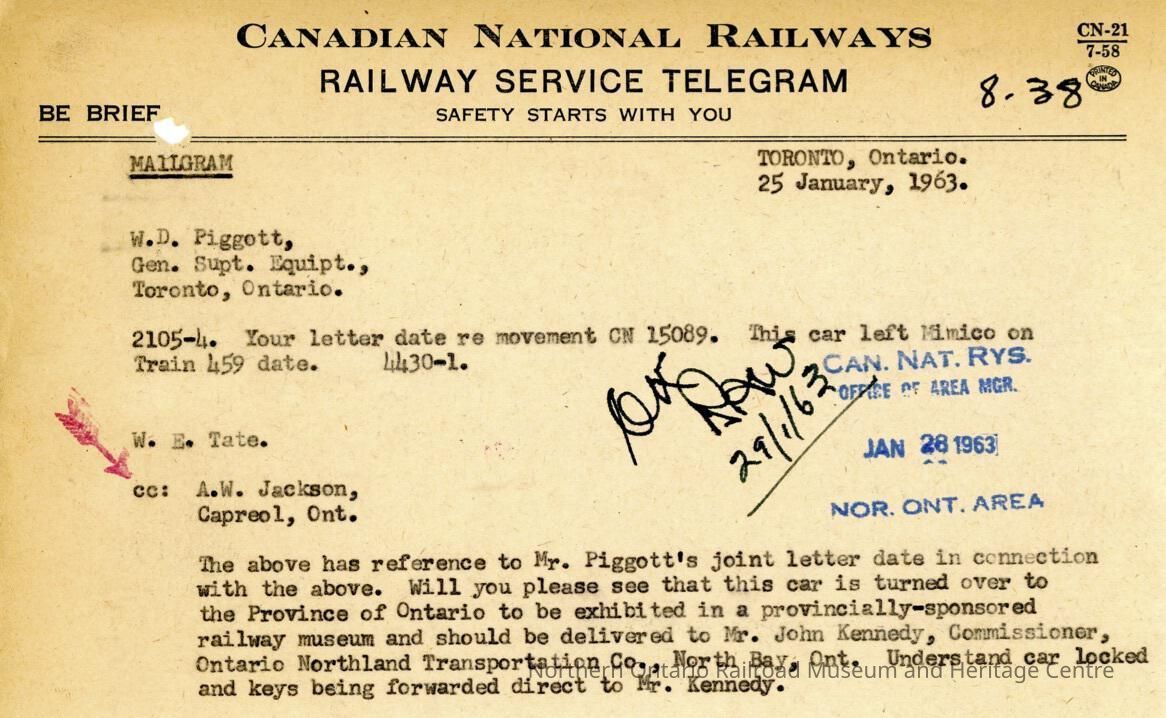 CANADIAN NATIONAL RAILWAYS
CN-21
7-58
PRINTED IN CANADA
RAILWAY SERVICE TELEGRAM
8-38
BE BRIEF
SAFETY STARTS WITH YOU
MAILGRAM
TORONTO, Ontario.
25 January, 1963.
W.D. Piggott,
Gen. Supt. Equipt.,
Toronto, Ontario.
2105-4. Your letter date re movement CN 15089. This car left Mimico on
Train 459 date. 4430-1.
CAN. NAT. RYS.
OFFICE OF AREA MGR.
JAN 28 1963
NOR. ONT. AREA
29/1/63
W. E. Tate.
cc: A.W. Jackson,
Capreol, Ont.
The above has reference to Mr. Piggott's joint letter date in connection
with the above. Will you please see that this car is turned over to
the Province of Ontario to be exhibited in a provincially-sponsored
railway museum and should be delivered to Mr. John Kennedy, Commissioner,
Ontario Northland Transportation Co., North Bay, Ont. Understand car locked
and keys being forwarded direct to Mr. Kennedy.
Northern Ontario Railroad Museum and Heritage Centre